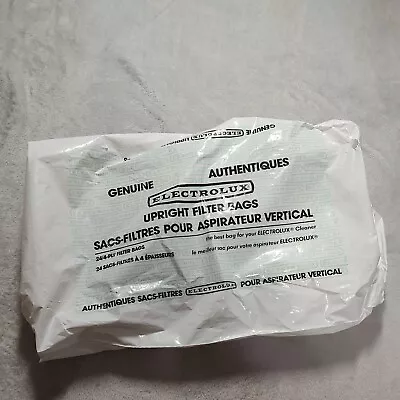 GENUINE ELECTROLUX
GENUINE AUTHENTIQUES
ELECTROLUX
UPRIGHT FILTER BAGS
SACS-FILTRES POUR ASPIRATEUR VERTICAL
24/4-PLY FILTER BAGS
24 SACS-FILTRES À 4 ÉPAISSEURS
the best bag for your ELECTROLUX® Cleaner
le meilleur sac pour votre aspirateur ELECTROLUX®
AUTHENTIQUES SACS-FILTRES ELECTROLUX POUR ASPIRATEUR VERTICAL